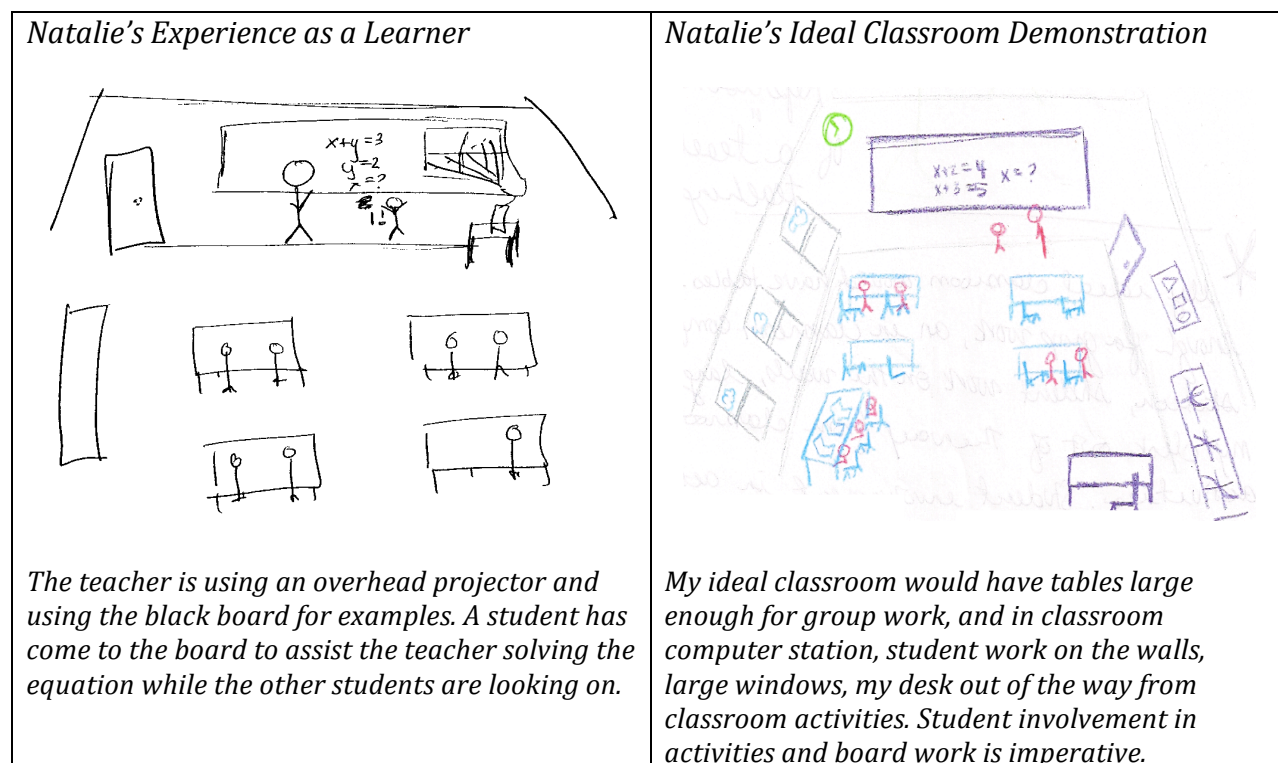 Natalie's Experience as a Learner
x+y=3
y=2
x=?
!!
The teacher is using an overhead projector and
using the black board for examples. A student has
come to the board to assist the teacher solving the
equation while the other students are looking on.
Natalie's Ideal Classroom Demonstration
x+2=4
x+3=5 x=?
My ideal classroom would have tables large
enough for group work, and in classroom
computer station, student work on the walls,
large windows, my desk out of the way from
classroom activities. Student involvement in
activities and board work is imperative.